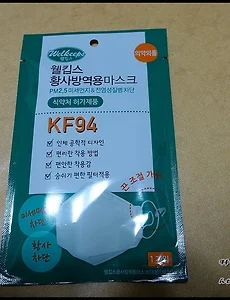 Welkeeps
웰킵스
의약외품
웰킵스
황사방역용마스크
PM2.5 미세먼지&전염성질병 차단
식약처 허가제품
KF94
인체 공학적 디자인
편리한 착용 방법
편안한 착용감
숨쉬기 편한 필터적용
끈 조절 가능
미세먼지
차단
황사
차단